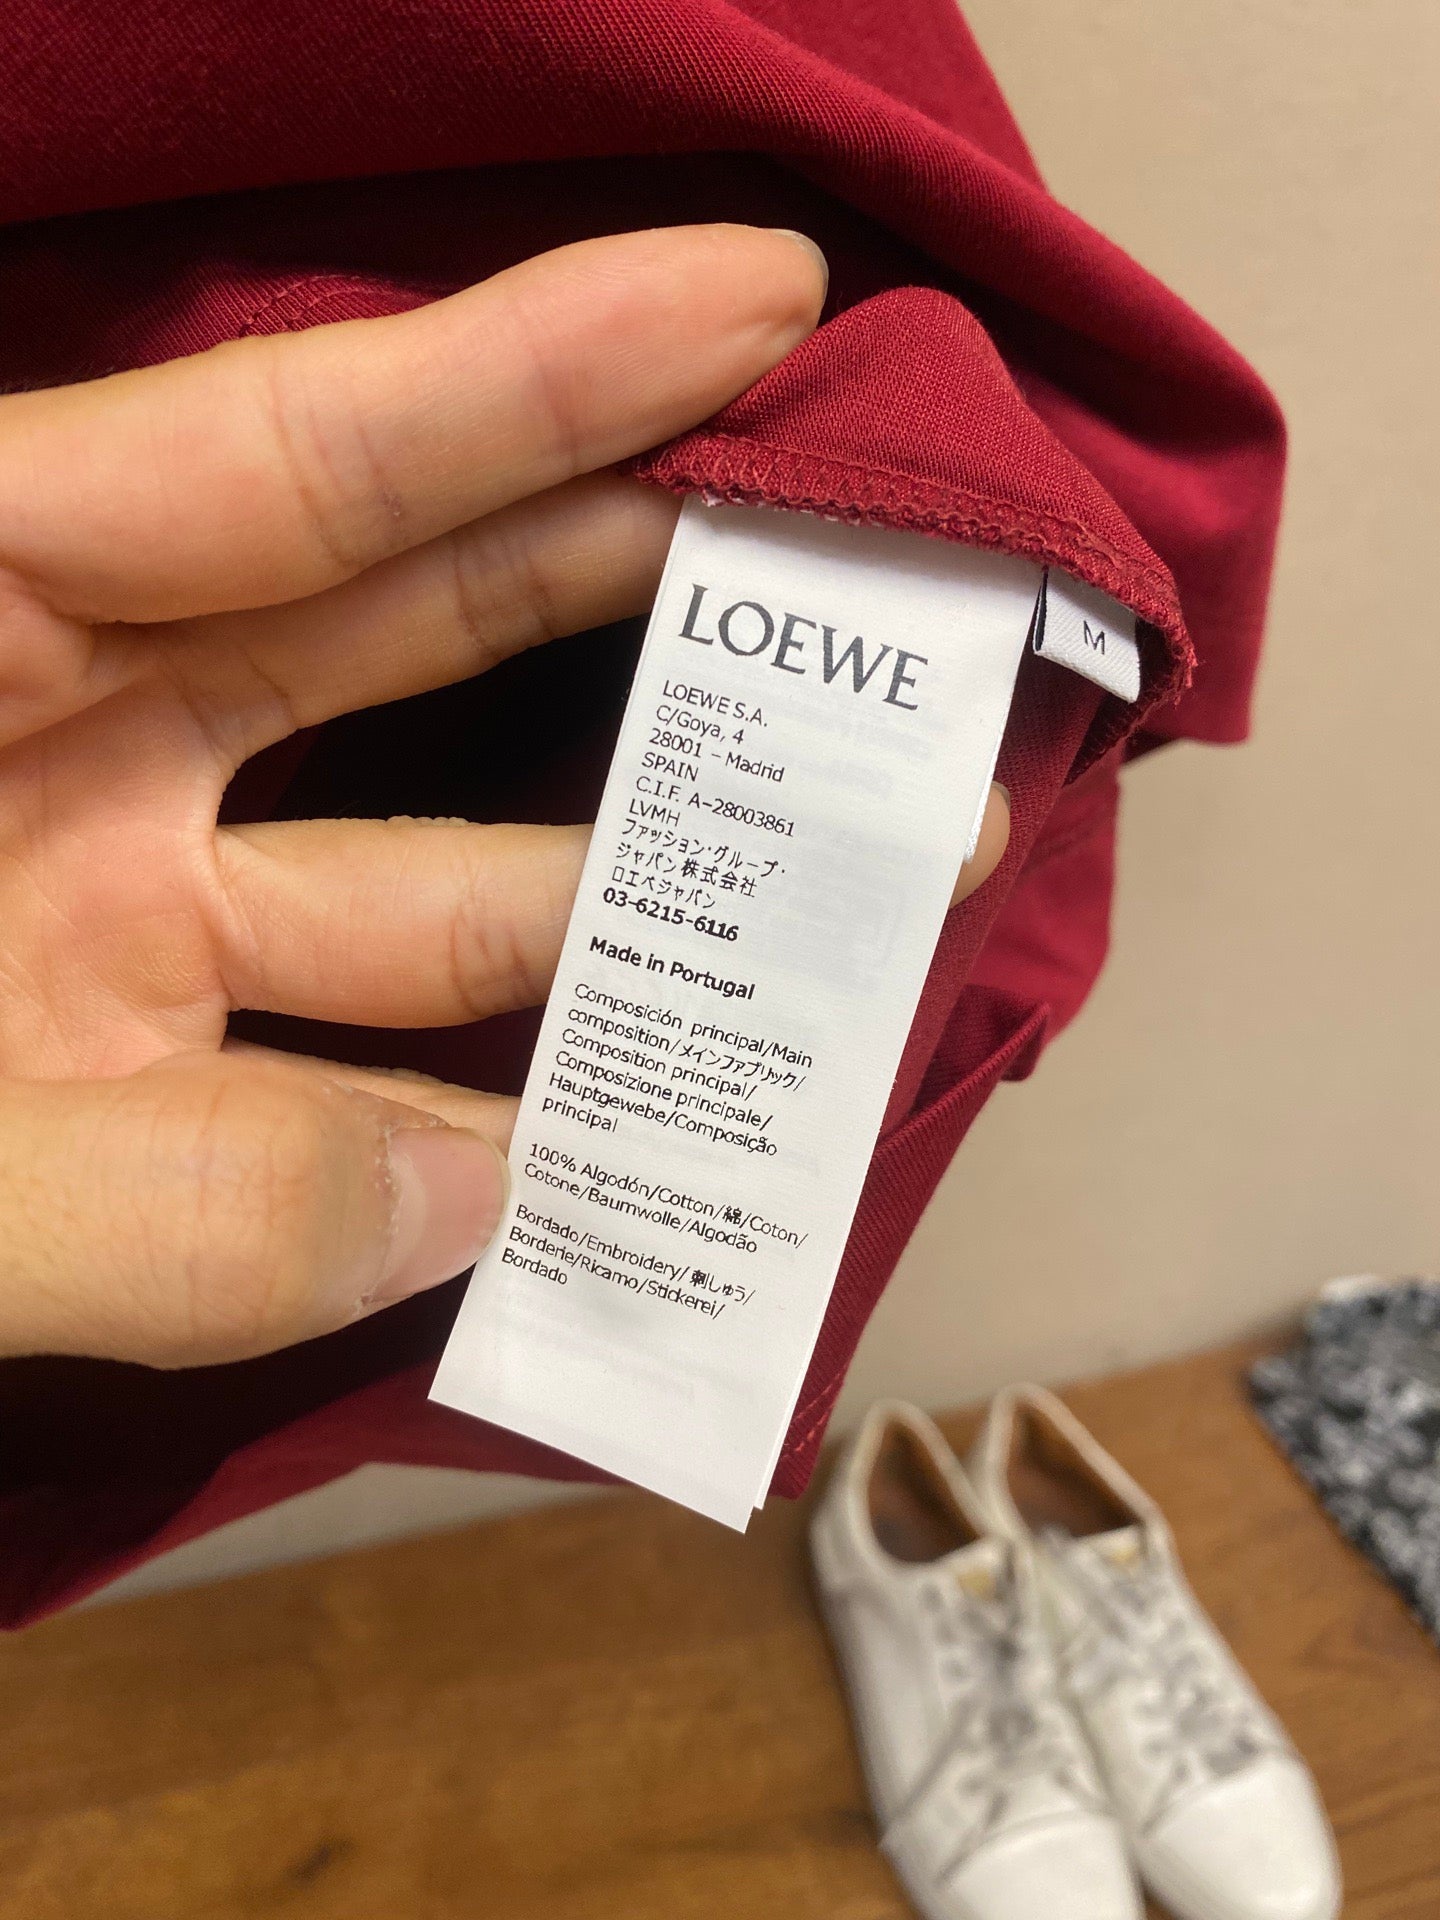 LOEWE
M
LOEWE S.A.
C/Goya, 4
28001 – Madrid
SPAIN
C.I.F. A-28003861
LVMH
ファッション・グループ・
ジャパン株式会社
ロエベジャパン
03-6215-6116
Made in Portugal
Composición principal/Main
composition/メインファブリック/
Composition principal/
Composizione principale/
Hauptgewebe/Composição
principal
100% Algodón/Cotton/綿/Coton/
Cotone/Baumwolle/Algodão
Bordado/Embroidery/刺しゅう/
Borderie/Ricamo/Stickerei/
Bordado